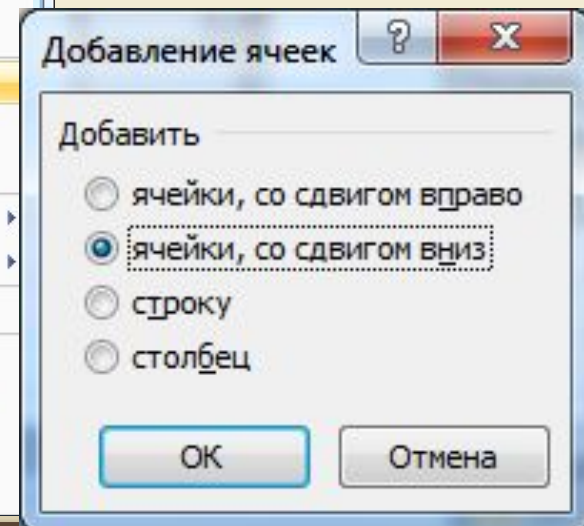 Добавление ячеек
?
X
Добавить
ячейки, со сдвигом вправо
ячейки, со сдвигом вниз
строку
столбец
ОК
Отмена